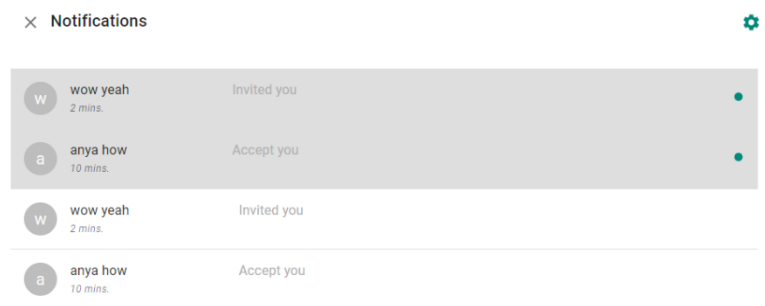 Notifications
w wow yeah Invited you
2 mins.
a anya how Accept you
10 mins.
w wow yeah Invited you
2 mins.
a anya how Accept you
10 mins.